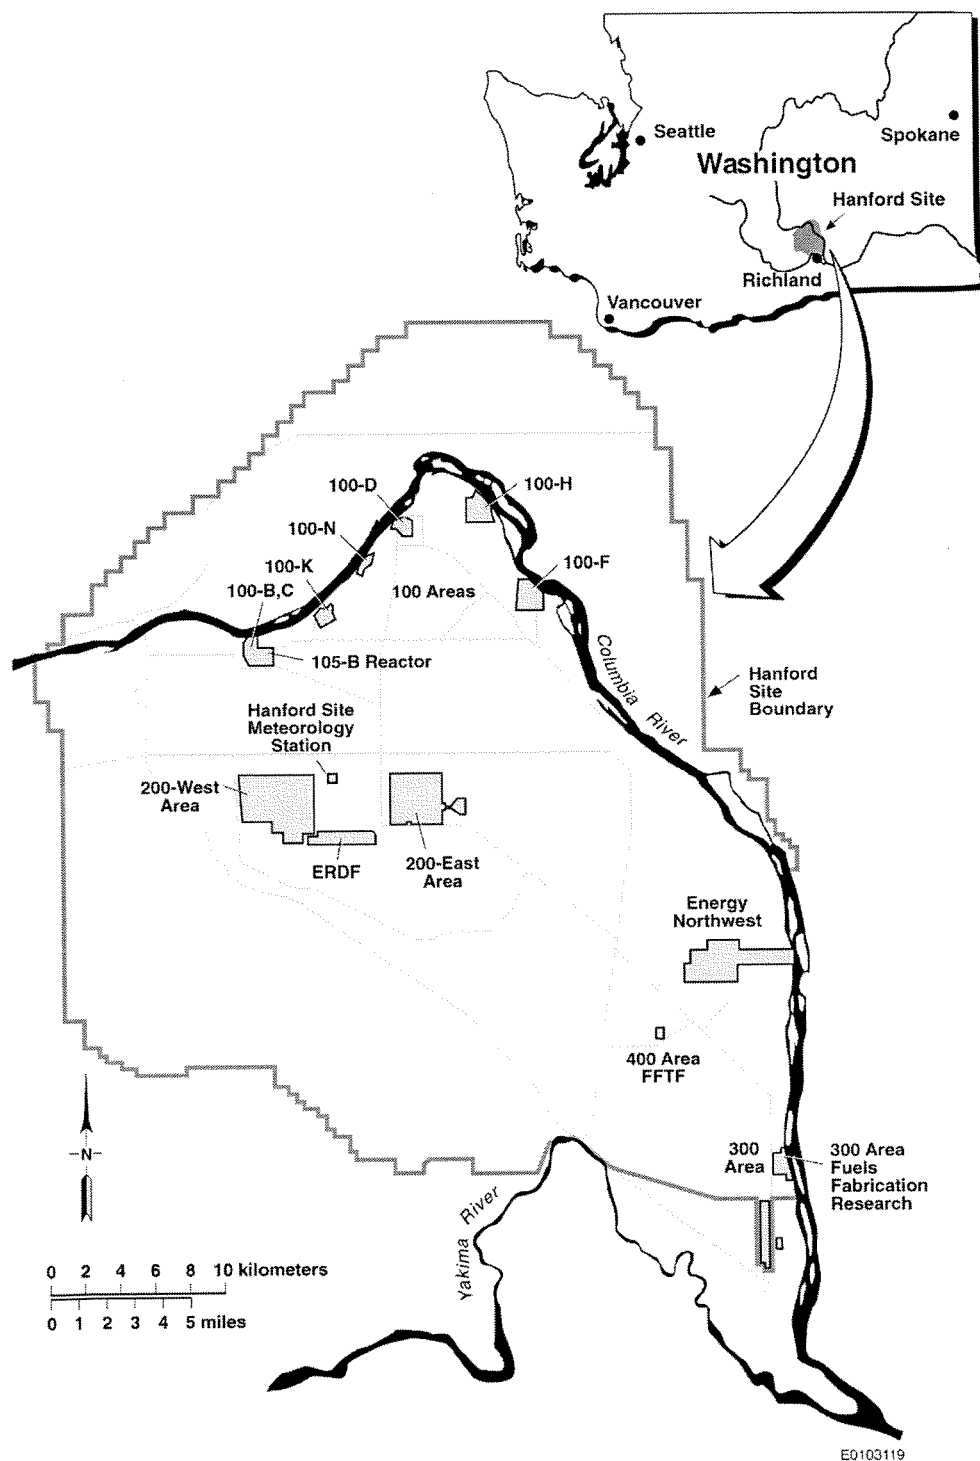 Seattle
Spokane
Washington
Hanford Site
Richland
Vancouver
100-D
100-H
100-N
100-K
100-F
100-B,C
100 Areas
105-B Reactor
Columbia River
Hanford
Site
Boundary
Hanford Site
Meteorology
Station
200-West
Area
ERDF
200-East
Area
Energy
Northwest
400 Area
FFTF
300
Area
300 Area
Fuels
Fabrication
Research
N
Yakima River
0 2 4 6 8 10 kilometers
0 1 2 3 4 5 miles
E0103119